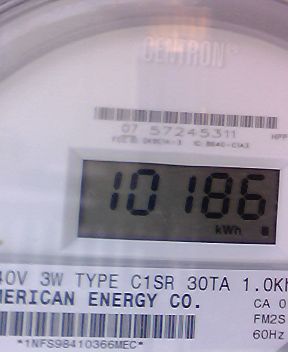 CENTRON®
07 57245311
10186
kWh
40V 3W TYPE C1SR 30TA 1.0Kh
MERICAN ENERGY CO.
CA 0
FM2S
60Hz
*1NFS98410366MEC*